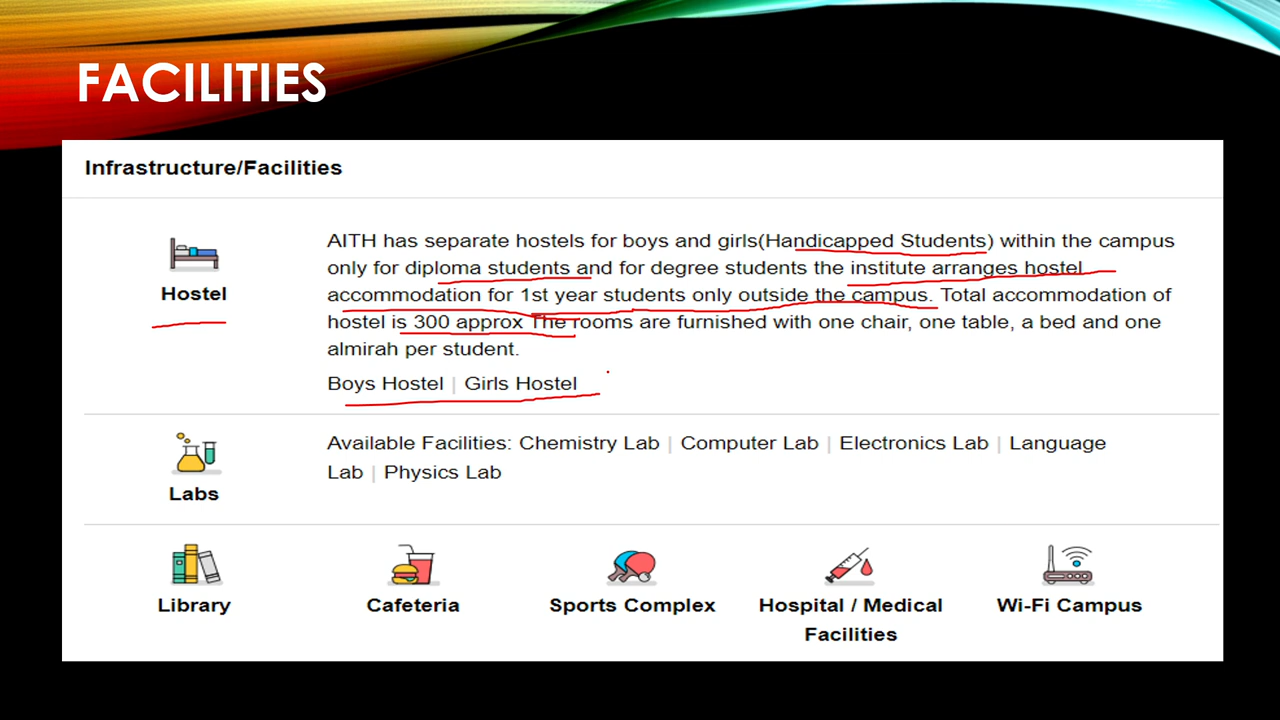 FACILITIES
Infrastructure/Facilities
Hostel
AITH has separate hostels for boys and girls(Handicapped Students) within the campus
only for diploma students and for degree students the institute arranges hostel
accommodation for 1st year students only outside the campus. Total accommodation of
hostel is 300 approx The rooms are furnished with one chair, one table, a bed and one
almirah per student.
Boys Hostel | Girls Hostel
Labs
Available Facilities: Chemistry Lab | Computer Lab | Electronics Lab | Language
Lab | Physics Lab
Library
Cafeteria
Sports Complex
Hospital / Medical
Facilities
Wi-Fi Campus